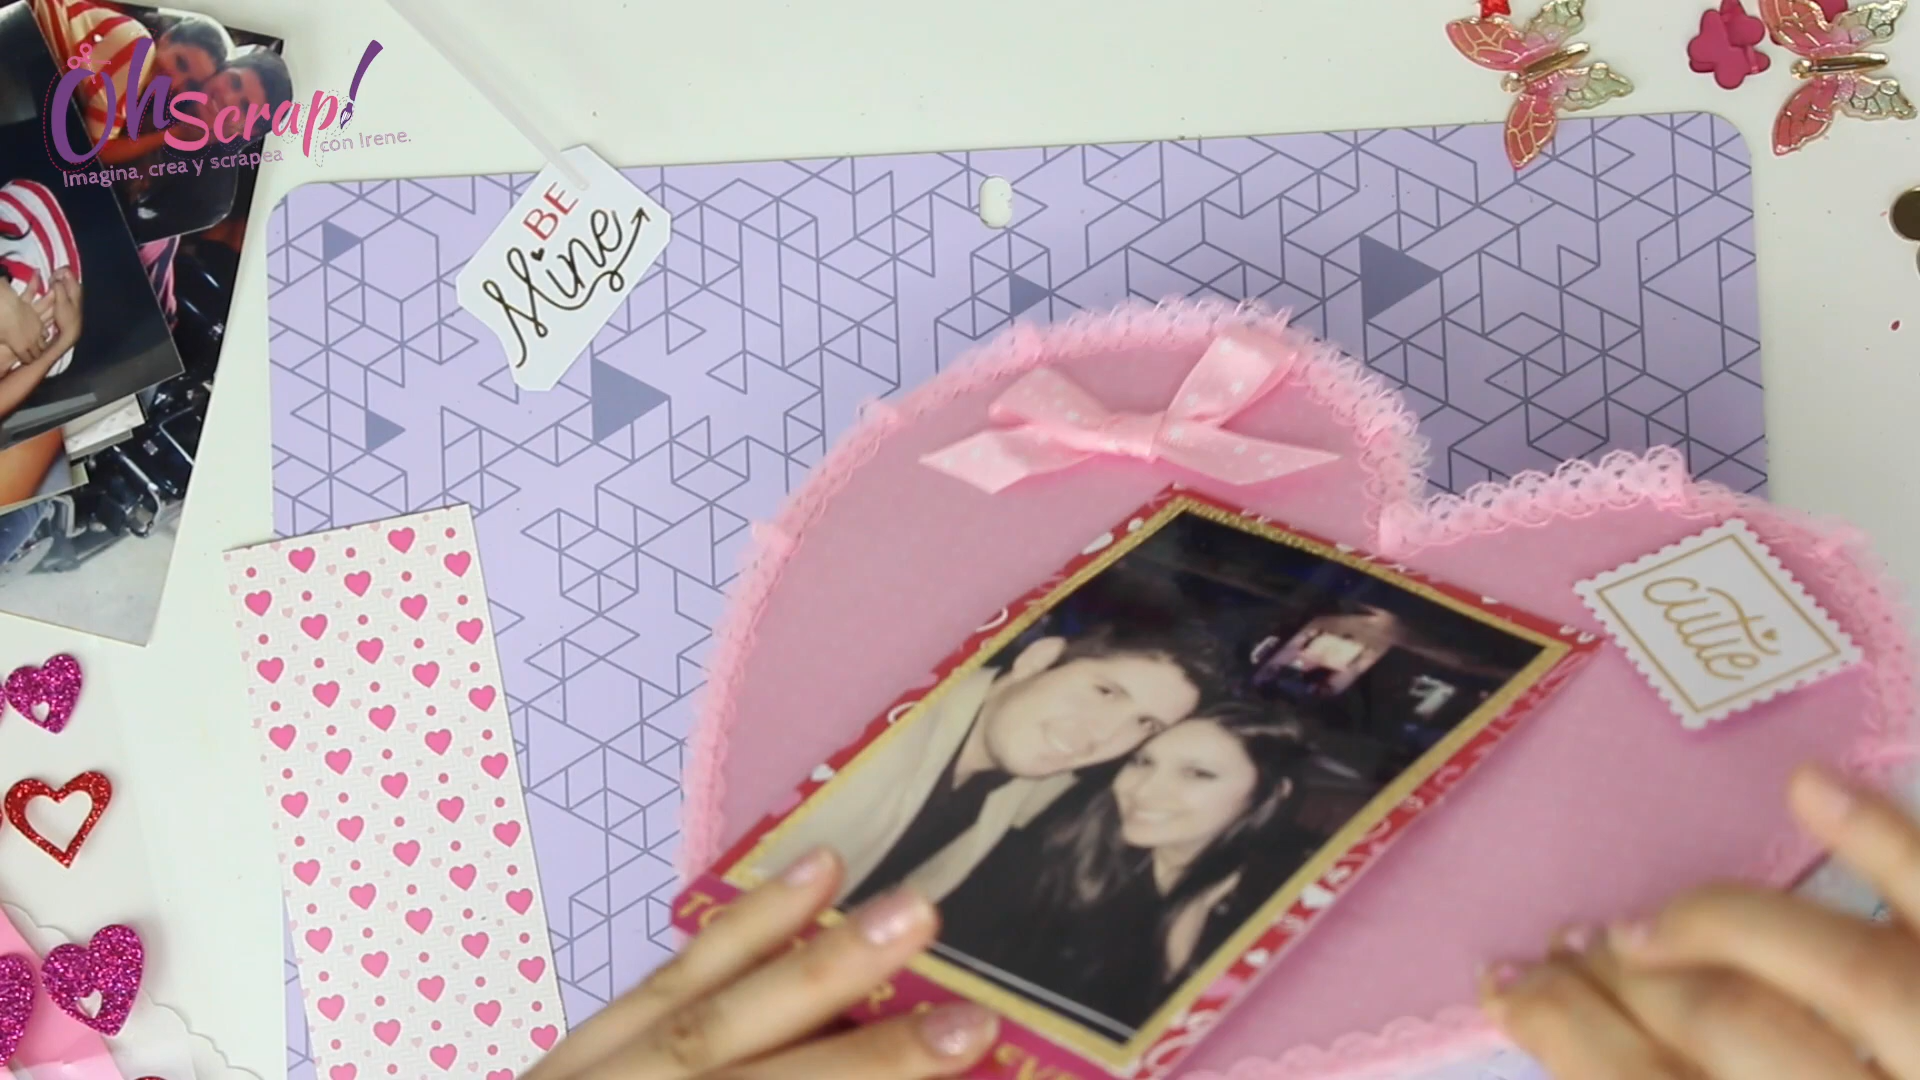 Oh Scrap!
con Irene.
Imagina, crea y scrapea
BE
Mine
cutie